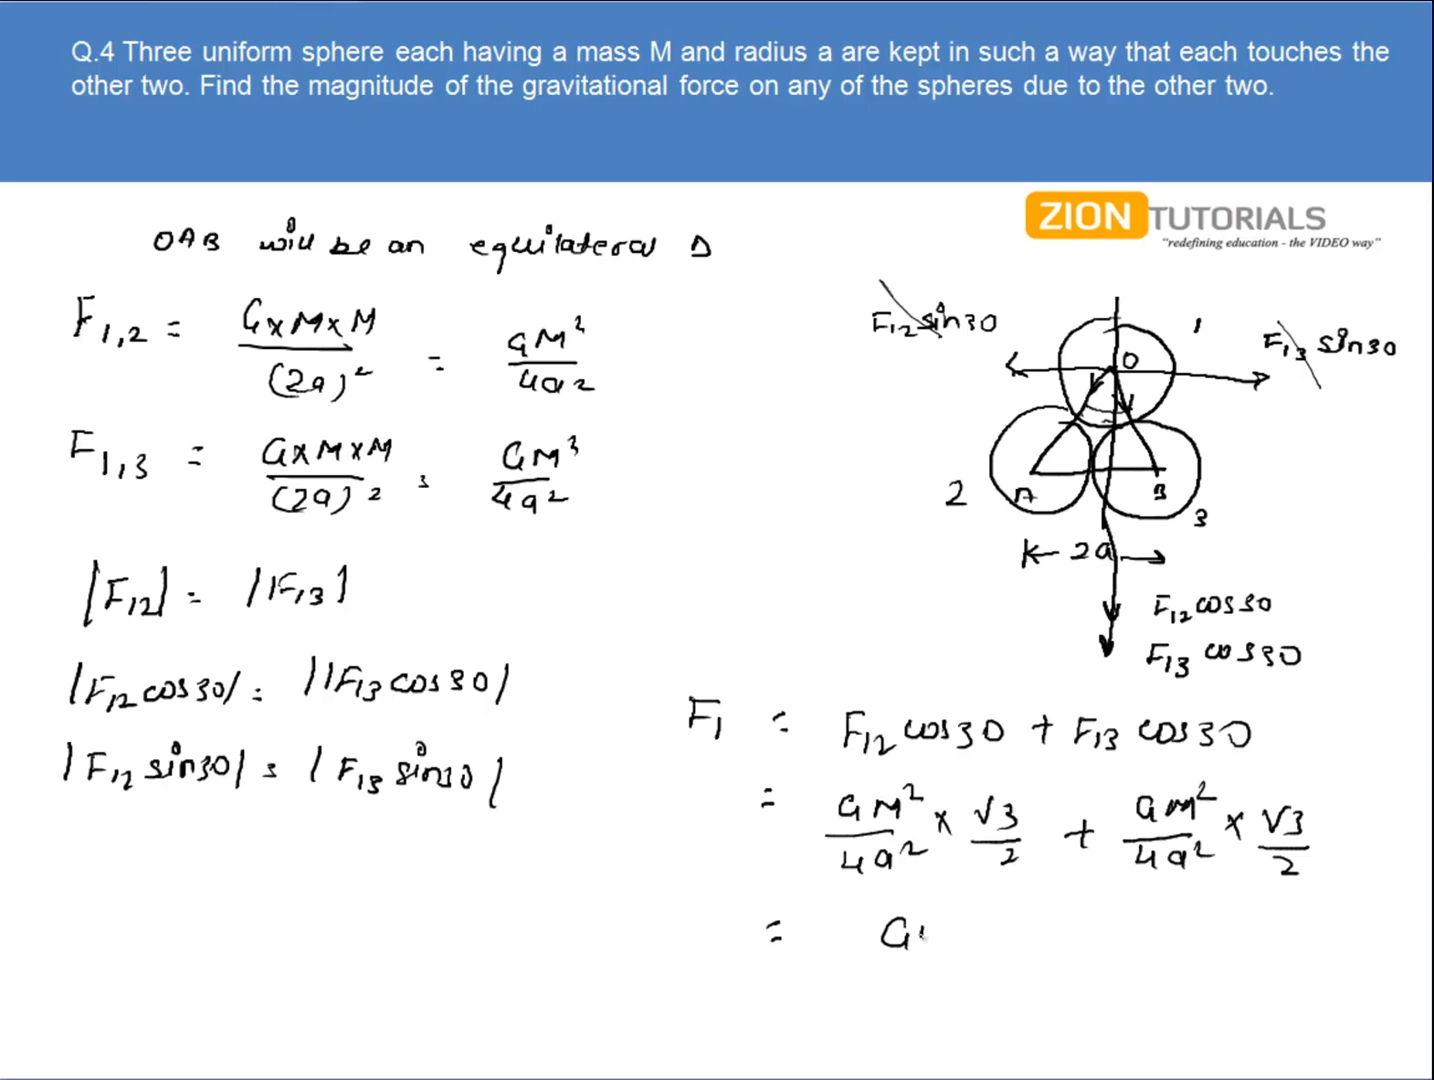 Q.4 Three uniform sphere each having a mass M and radius a are kept in such a way that each touches the
other two. Find the magnitude of the gravitational force on any of the spheres due to the other two.
ZION TUTORIALS
"redefining education - the VIDEO way"
OAB will be an equilateral Δ
F1,2 = G×M×M/(2a)² = GM²/4a²
F1,3 = G×M×M/(2a)² = GM³/4a²
|F12| = |F13|
|F12 cos30| = ||F13 cos30|
|F12 sin30| = |F13 sin30|
F12 sin30
1
F13 sin30
O
2
A
B
3
2a
F12 cos30
F13 cos30
F1 = F12 cos30 + F13 cos30
= GM²/4a² × √3/2 + GM²/4a² × √3/2
= G